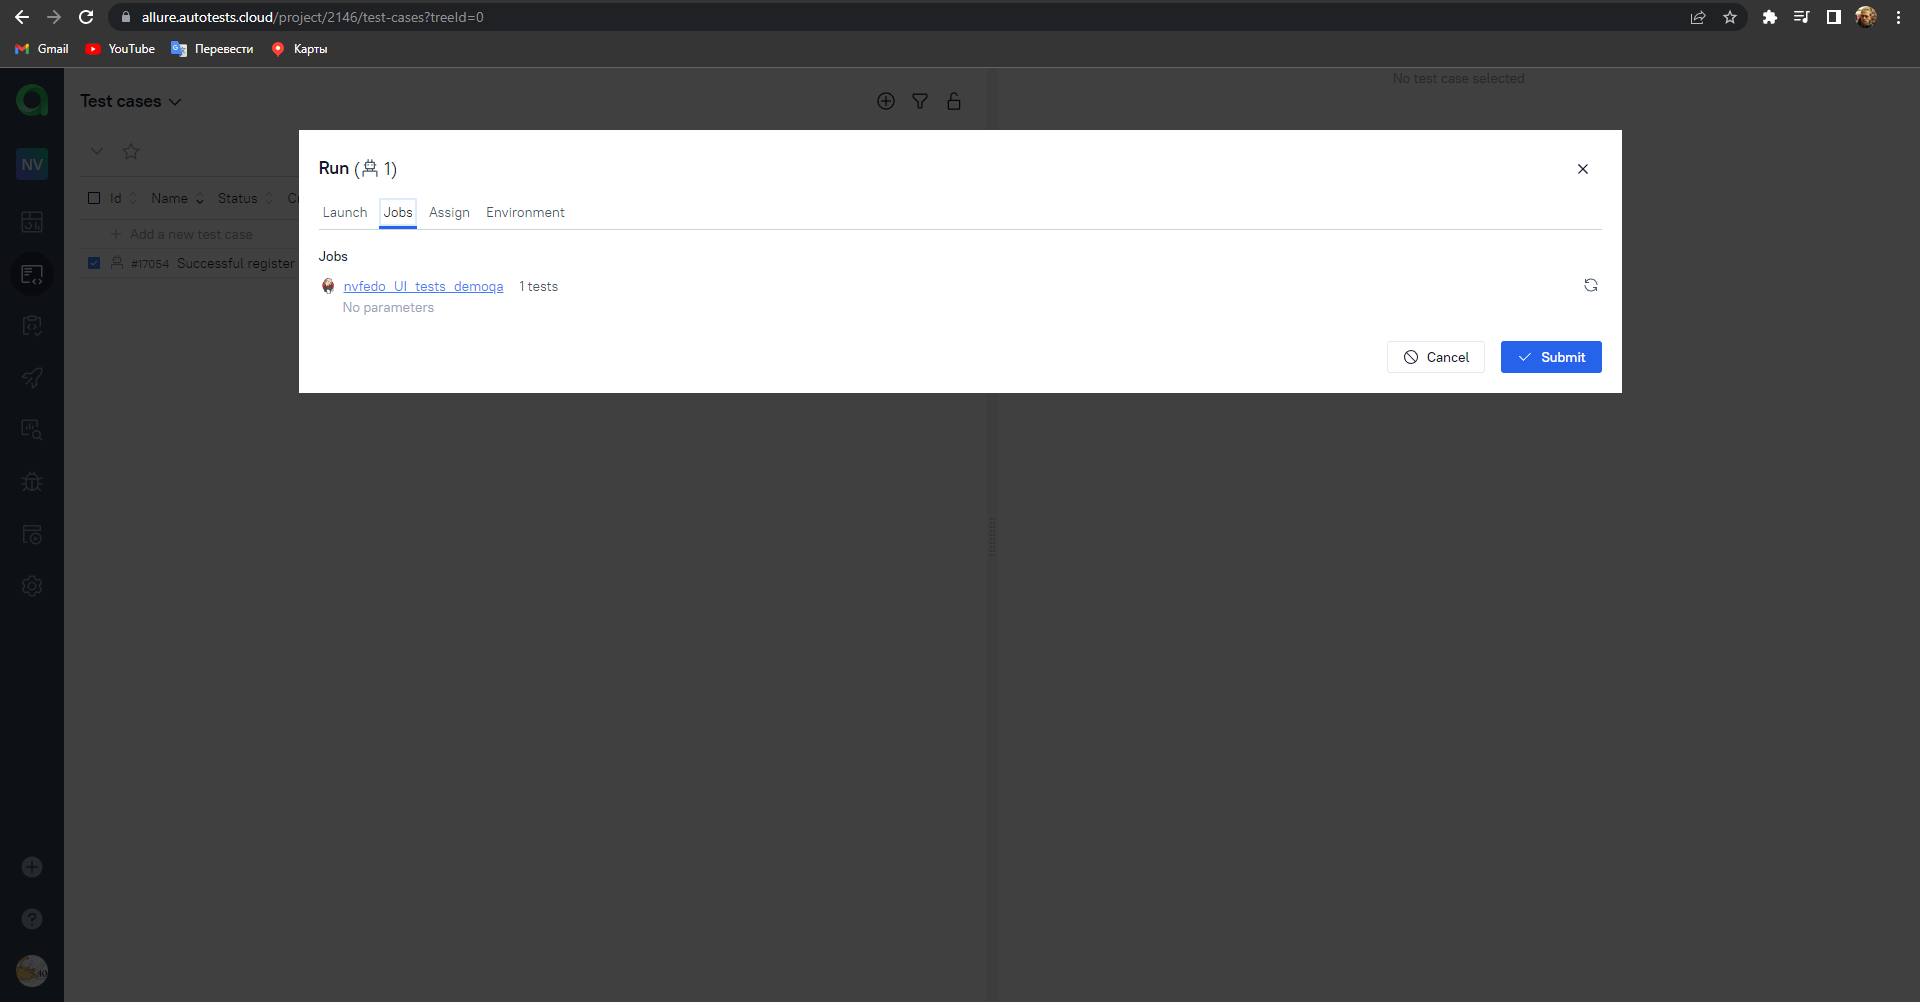 allure.autotests.cloud/project/2146/test-cases?treeId=0
Gmail YouTube Перевести Карты
No test case selected
Test cases
NV
Run (1)
Launch Jobs Assign Environment
Id Name Status
Add a new test case
#17054 Successful register
Jobs
nvfedo_UI_tests_demoqa 1 tests
No parameters
Cancel Submit